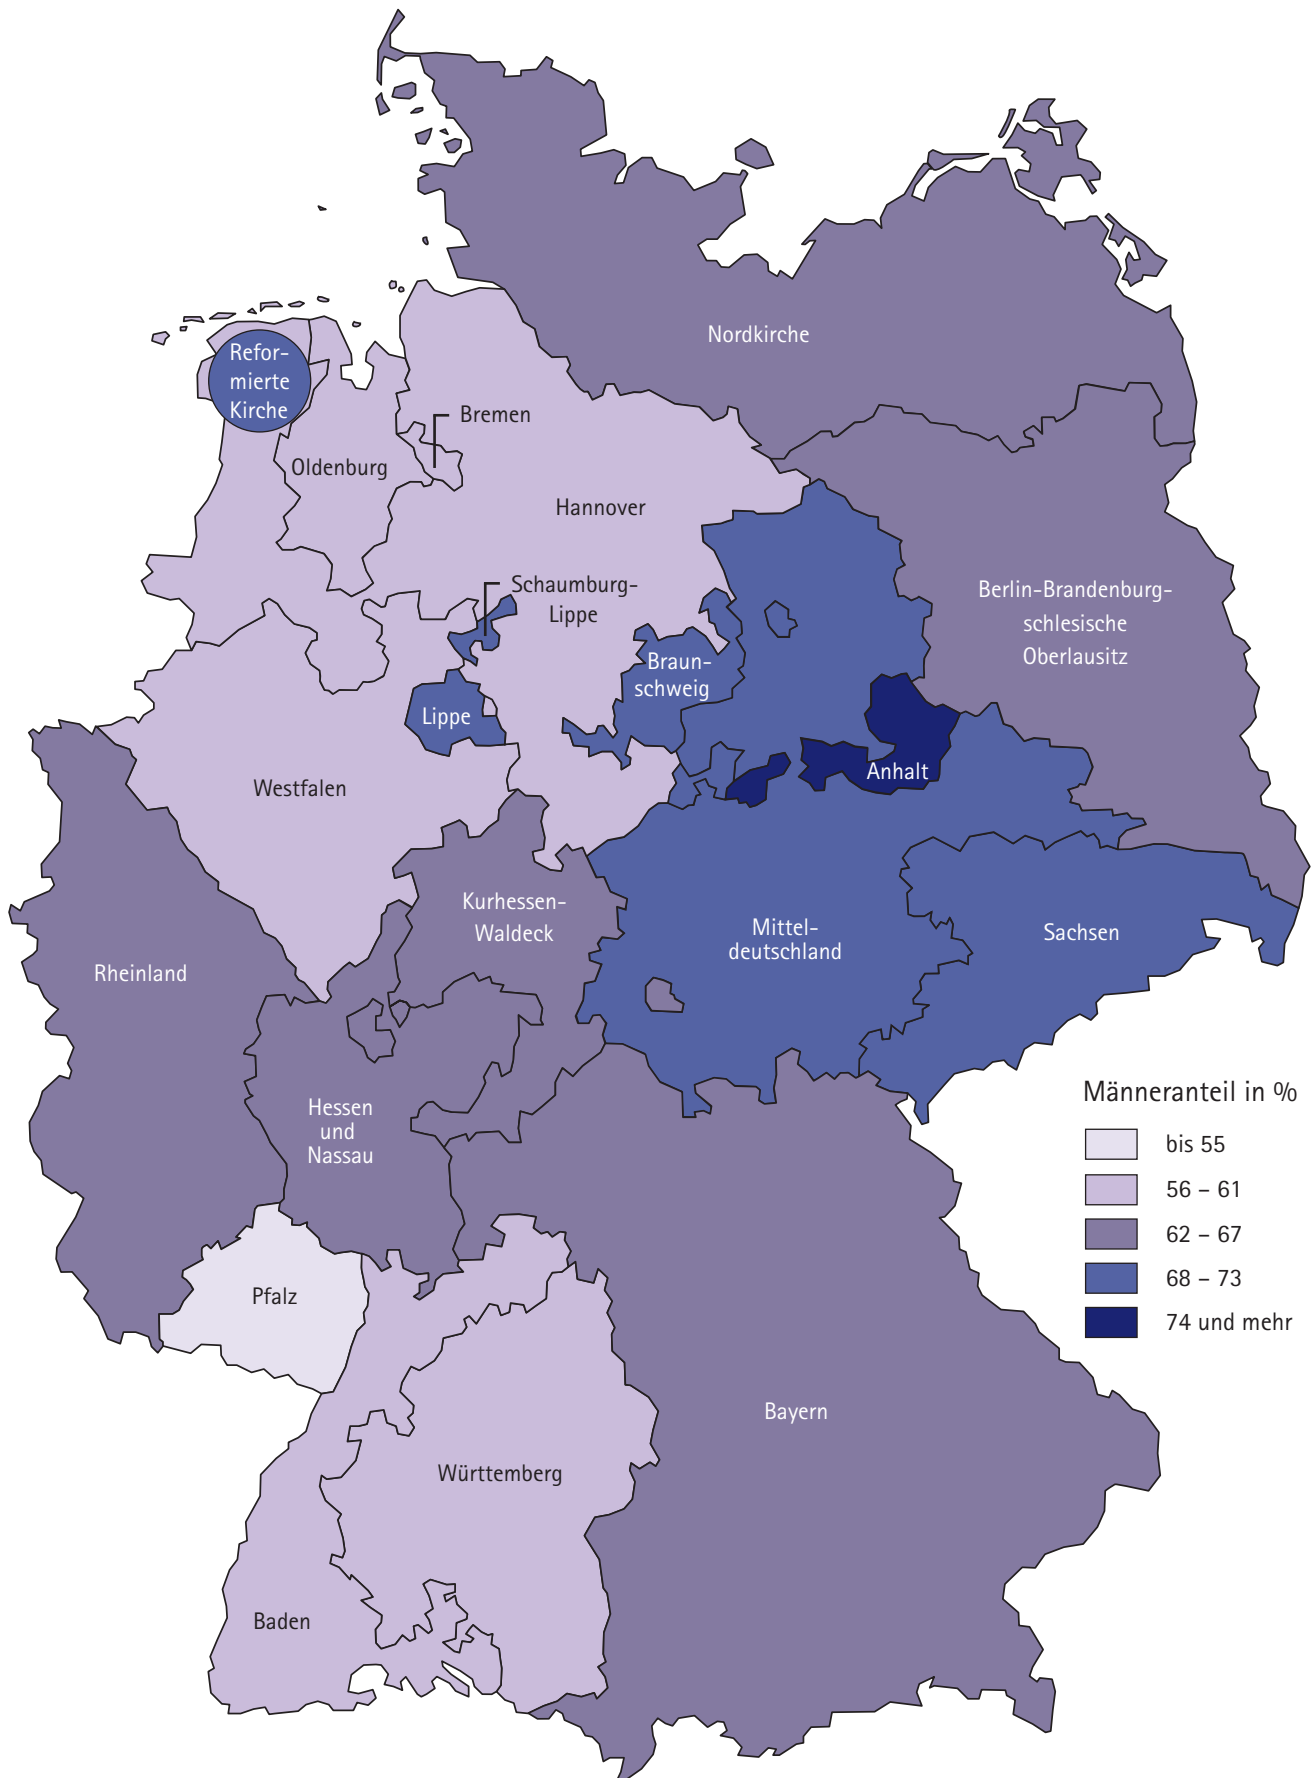 Nordkirche
Refor-
mierte
Kirche
Bremen
Oldenburg
Hannover
Schaumburg-
Lippe
Berlin-Brandenburg-
schlesische
Oberlausitz
Braun-
schweig
Lippe
Anhalt
Westfalen
Kurhessen-
Waldeck
Mittel-
deutschland
Sachsen
Rheinland
Hessen
und
Nassau
Männeranteil in %
bis 55
56 – 61
62 – 67
68 – 73
74 und mehr
Pfalz
Bayern
Württemberg
Baden